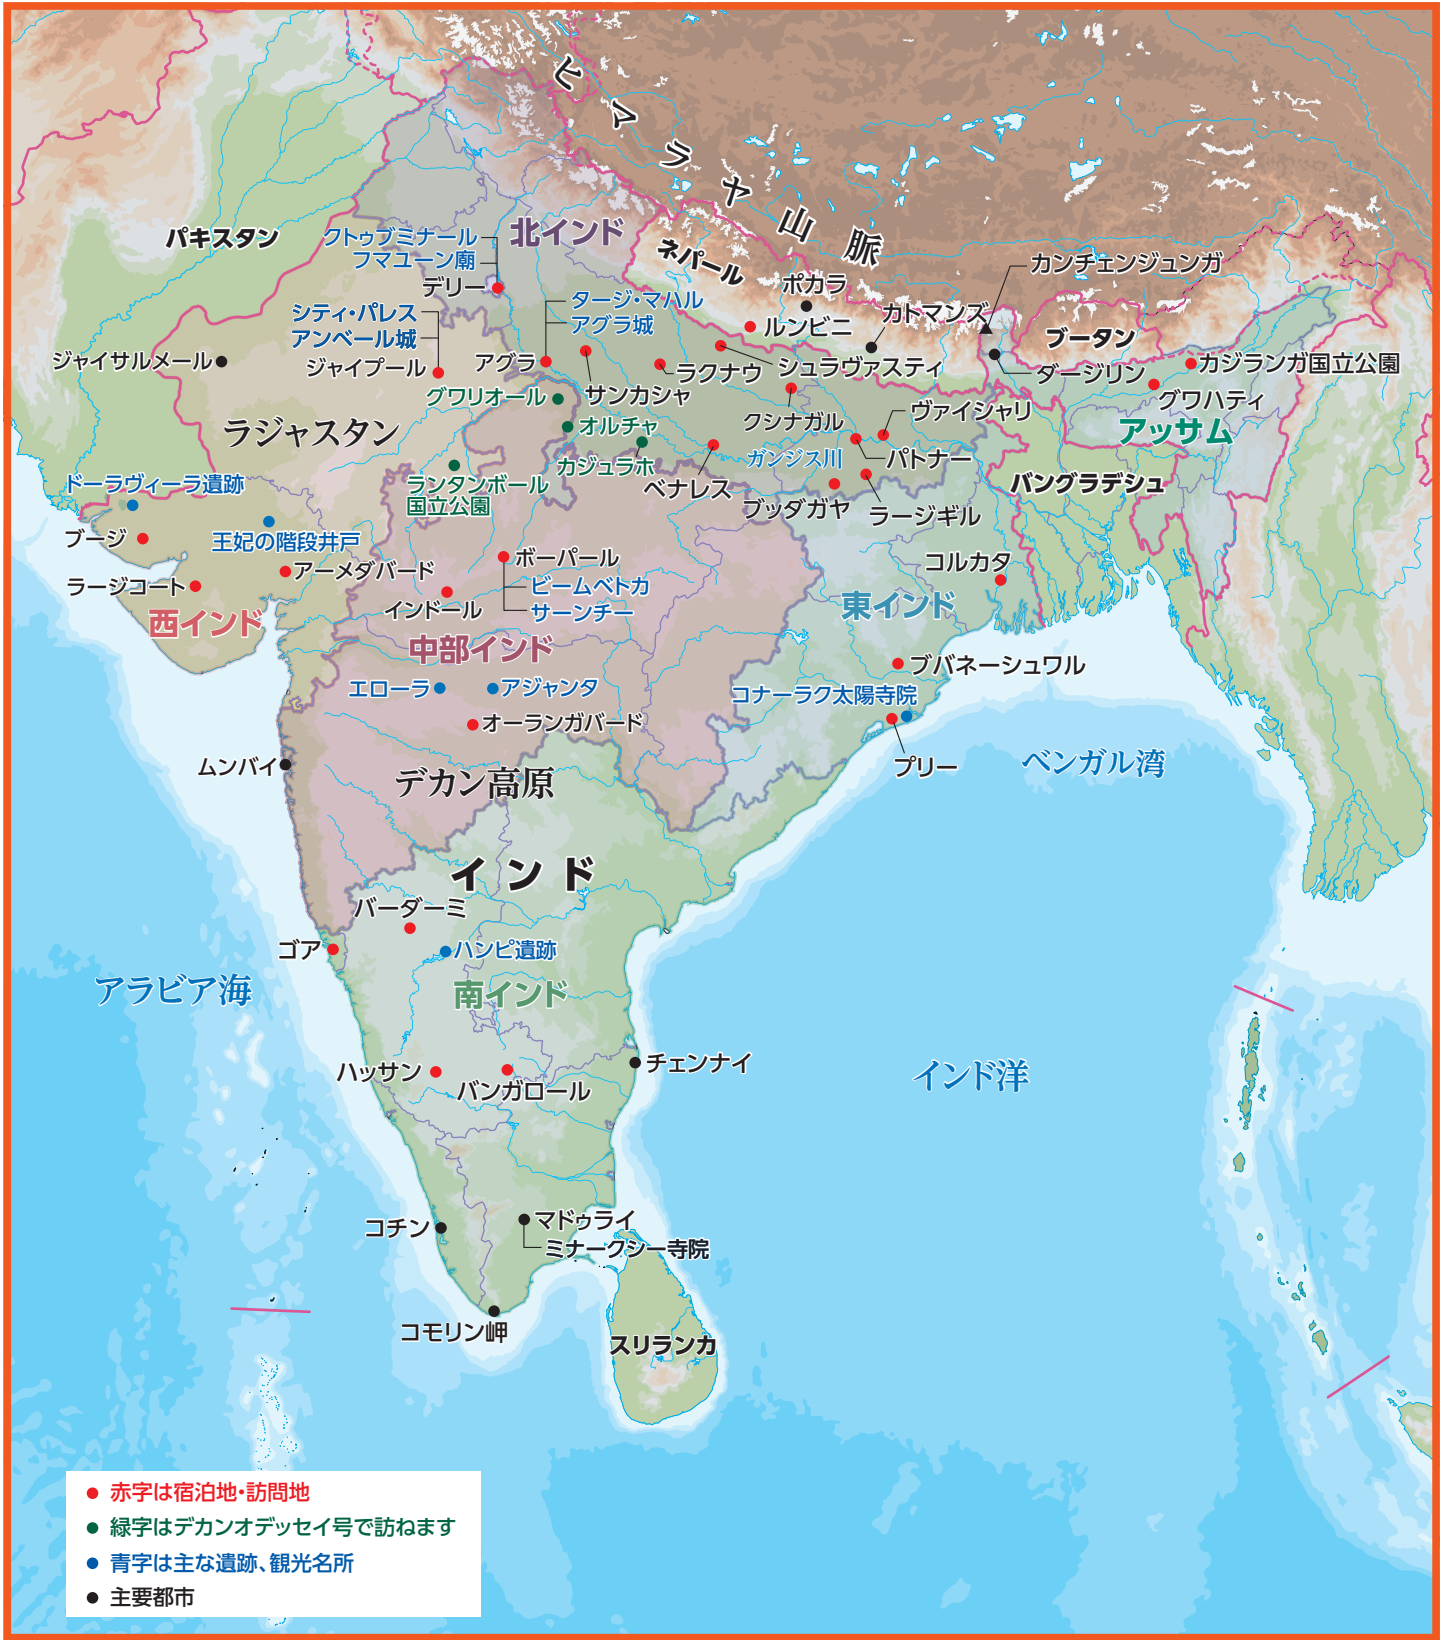 ヒマラヤ山脈
パキスタン
クトゥブミナール
フマユーン廟
北インド
デリー
ネパール
ポカラ
カンチェンジュンガ
シティ・パレス
アンベール城
タージ・マハル
アグラ城
ルンビニ
カトマンズ
ブータン
ジャイサルメール
ジャイプール
アグラ
サンカシャ
ラクナウ
シュラヴァスティ
ダージリン
カジランガ国立公園
グワハティ
グワリオール
オルチャ
クシナガル
ヴァイシャリ
アッサム
ラジャスタン
カジュラホ
ガンジス川
パトナー
ドーラヴィーラ遺跡
ランタンボール
国立公園
ベナレス
ブッダガヤ
ラージギル
バングラデシュ
ブージ
王妃の階段井戸
アーメダバード
ボーパール
ビームベトカ
サーンチー
コルカタ
ラージコート
インドール
西インド
東インド
中部インド
ブバネーシュワル
エローラ
アジャンタ
コナーラク太陽寺院
オーランガバード
ムンバイ
プリー
ベンガル湾
デカン高原
インド
バーダーミ
ゴア
ハンピ遺跡
アラビア海
南インド
ハッサン
バンガロール
チェンナイ
インド洋
コチン
マドゥライ
ミナークシー寺院
コモリン岬
スリランカ
赤字は宿泊地・訪問地
緑字はデカンオデッセイ号で訪ねます
青字は主な遺跡、観光名所
主要都市